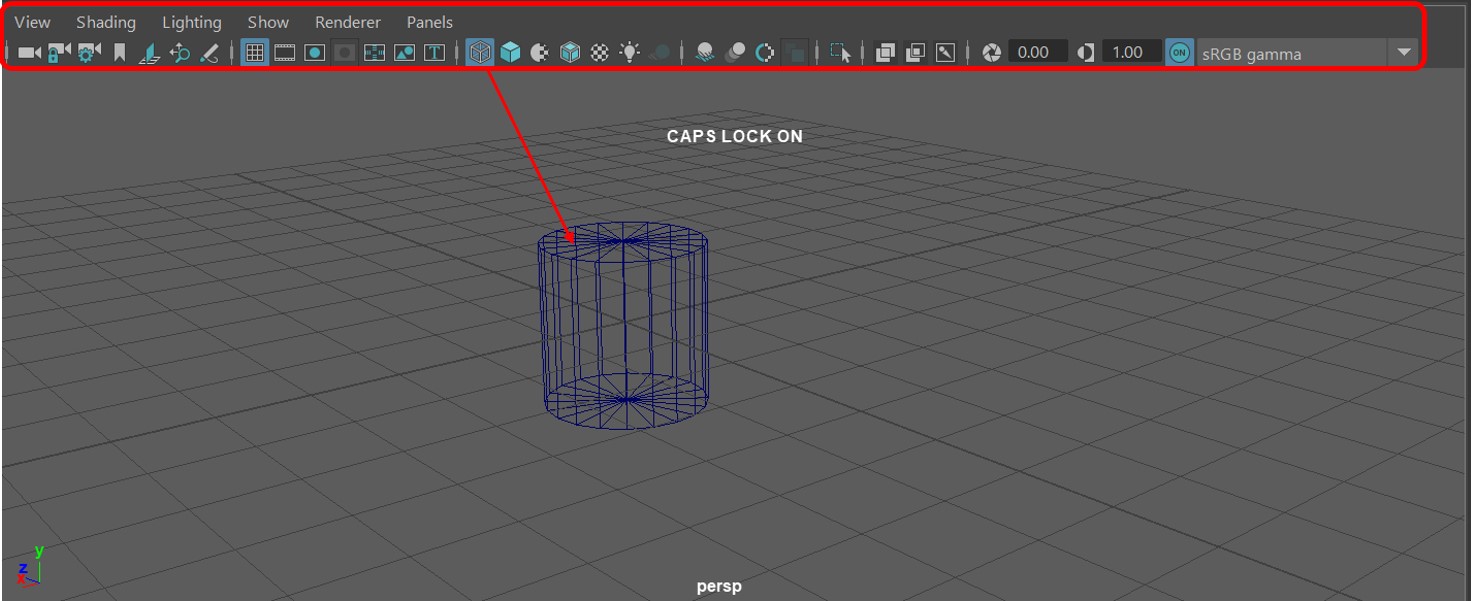 View Shading Lighting Show Renderer Panels
T 0.00 1.00 ON sRGB gamma
CAPS LOCK ON
y
z
x
persp